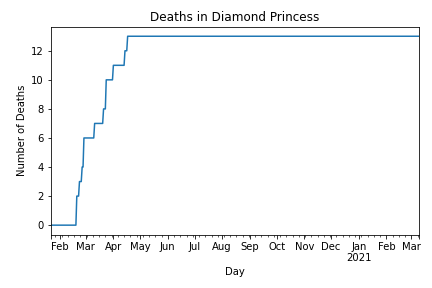 Deaths in Diamond Princess
Number of Deaths
12
10
8
6
4
2
0
Feb Mar Apr May Jun Jul Aug Sep Oct Nov Dec Jan Feb Mar
2021
Day